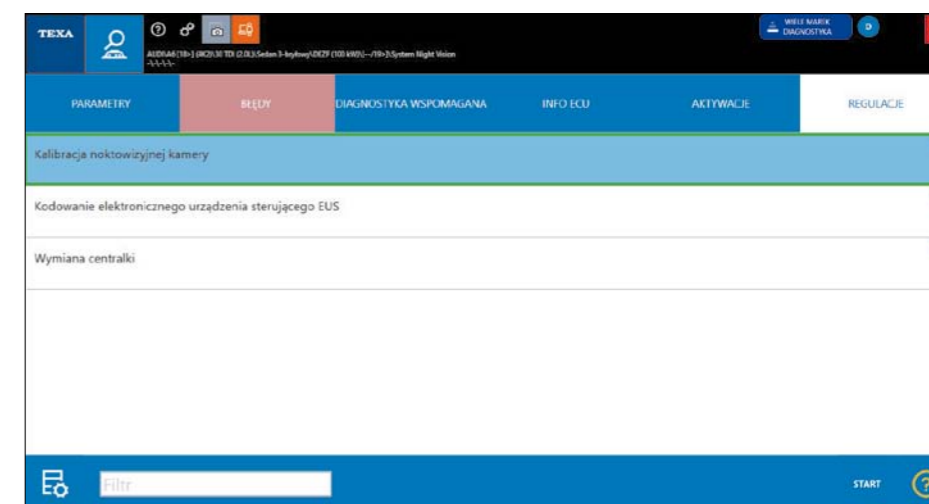 TEXA
WIELE MAREK
DIAGNOSTYKA
D
AUDI\A6 [18>] (4K2)\30 TDI (2.0L)\Sedan 3-bryłowy\DEZF (100 kW)\(--/19>)\System Night Vision
PARAMETRY
BŁĘDY
DIAGNOSTYKA WSPOMAGANA
INFO ECU
AKTYWACJE
REGULACJE
Kalibracja noktowizyjnej kamery
Kodowanie elektronicznego urządzenia sterującego EUS
Wymiana centralki
Filtr
START